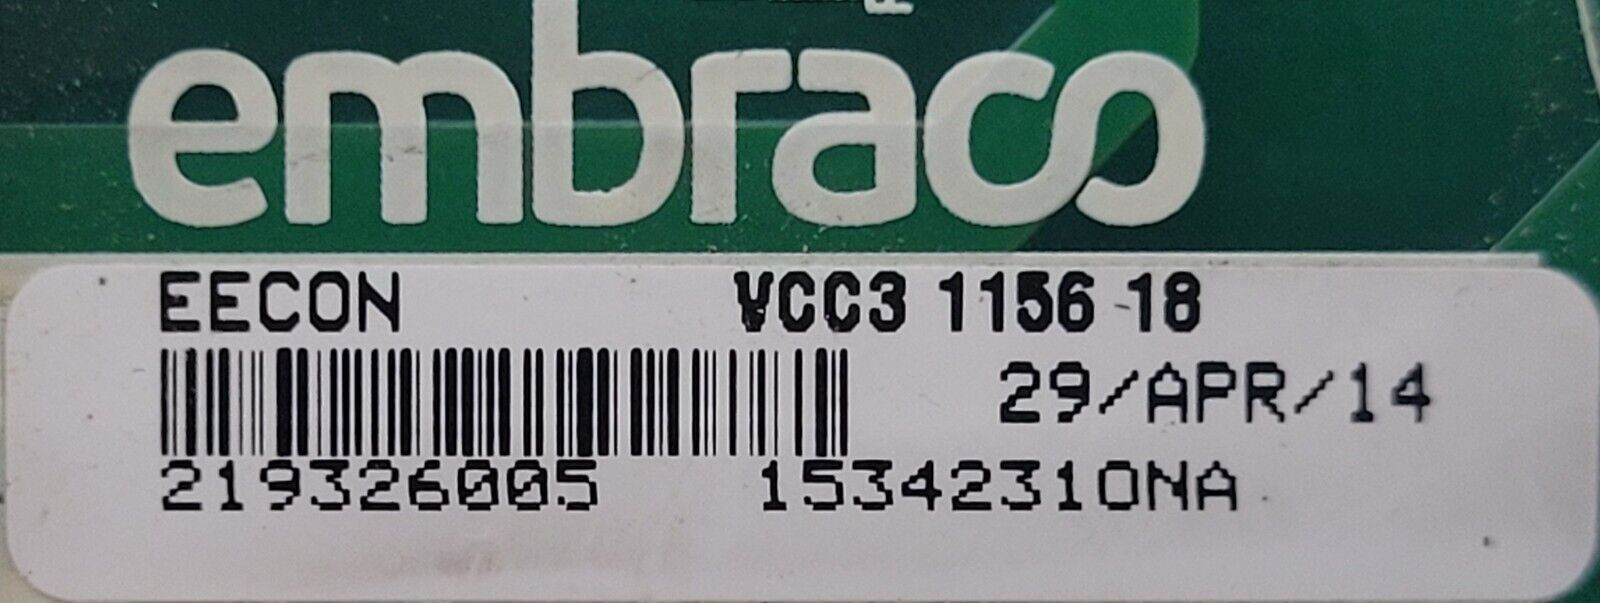 embraco
EECON VCC3 1156 18
29/APR/14
219326005 15342310NA